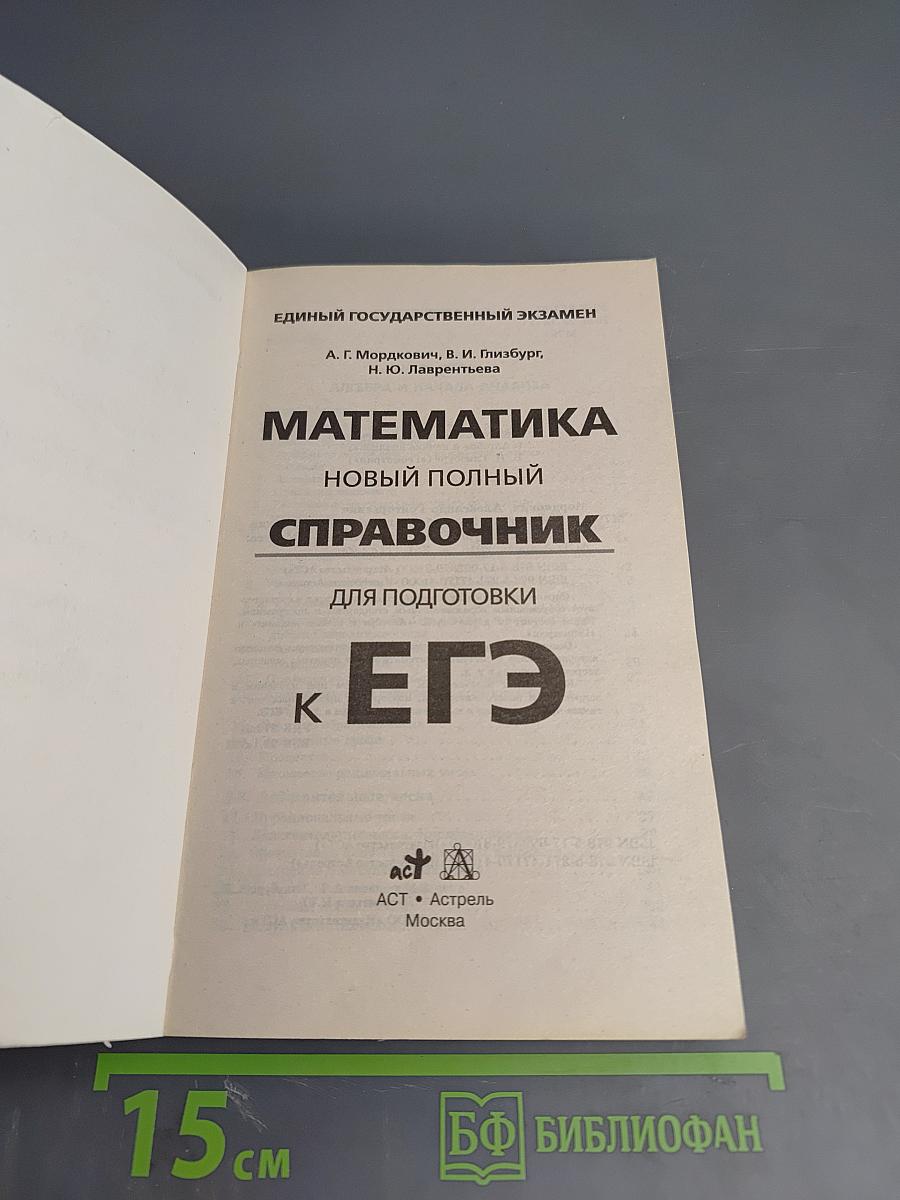 ЕДИНЫЙ ГОСУДАРСТВЕННЫЙ ЭКЗАМЕН
А. Г. Мордкович, В. И. Глизбург,
Н. Ю. Лаврентьева
МАТЕМАТИКА
НОВЫЙ ПОЛНЫЙ
СПРАВОЧНИК
ДЛЯ ПОДГОТОВКИ
К ЕГЭ
аст
АСТ • Астрель
Москва
15 см
БФ БИБЛИОФАН